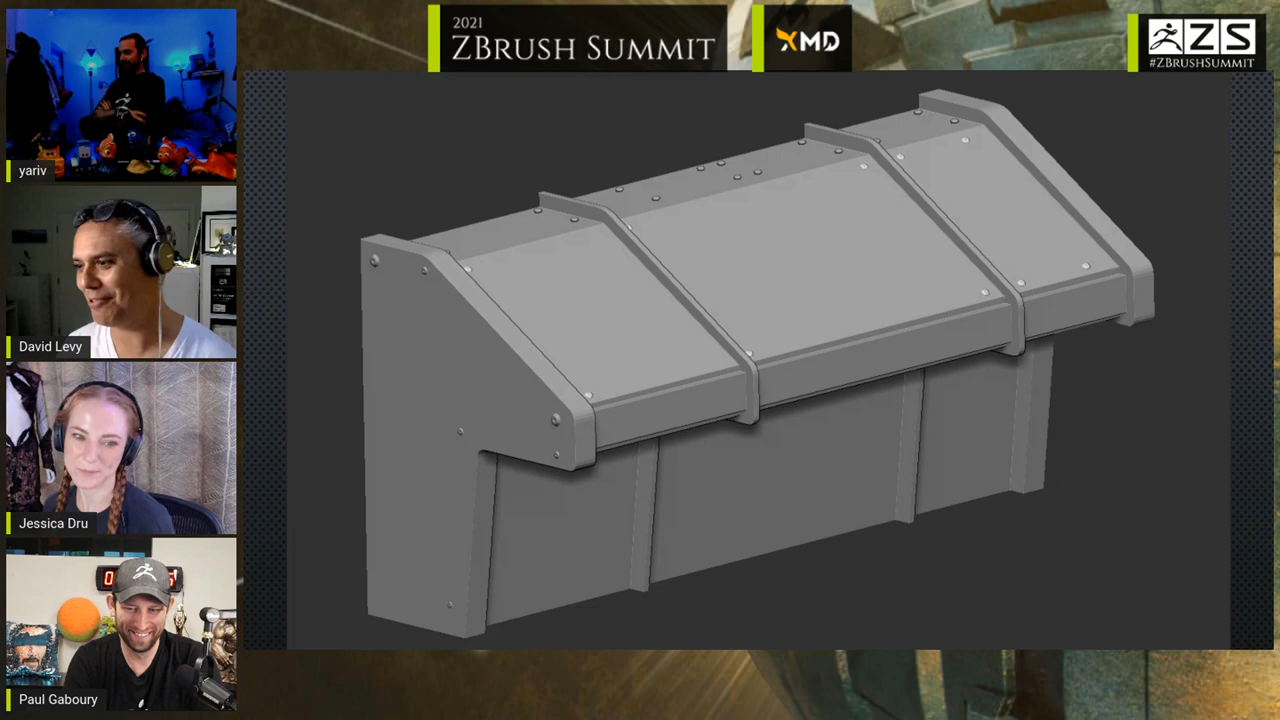 2021
ZBRUSH SUMMIT
XMD
ZS
#ZBRUSHSUMMIT
yariv
David Levy
Jessica Dru
Paul Gaboury